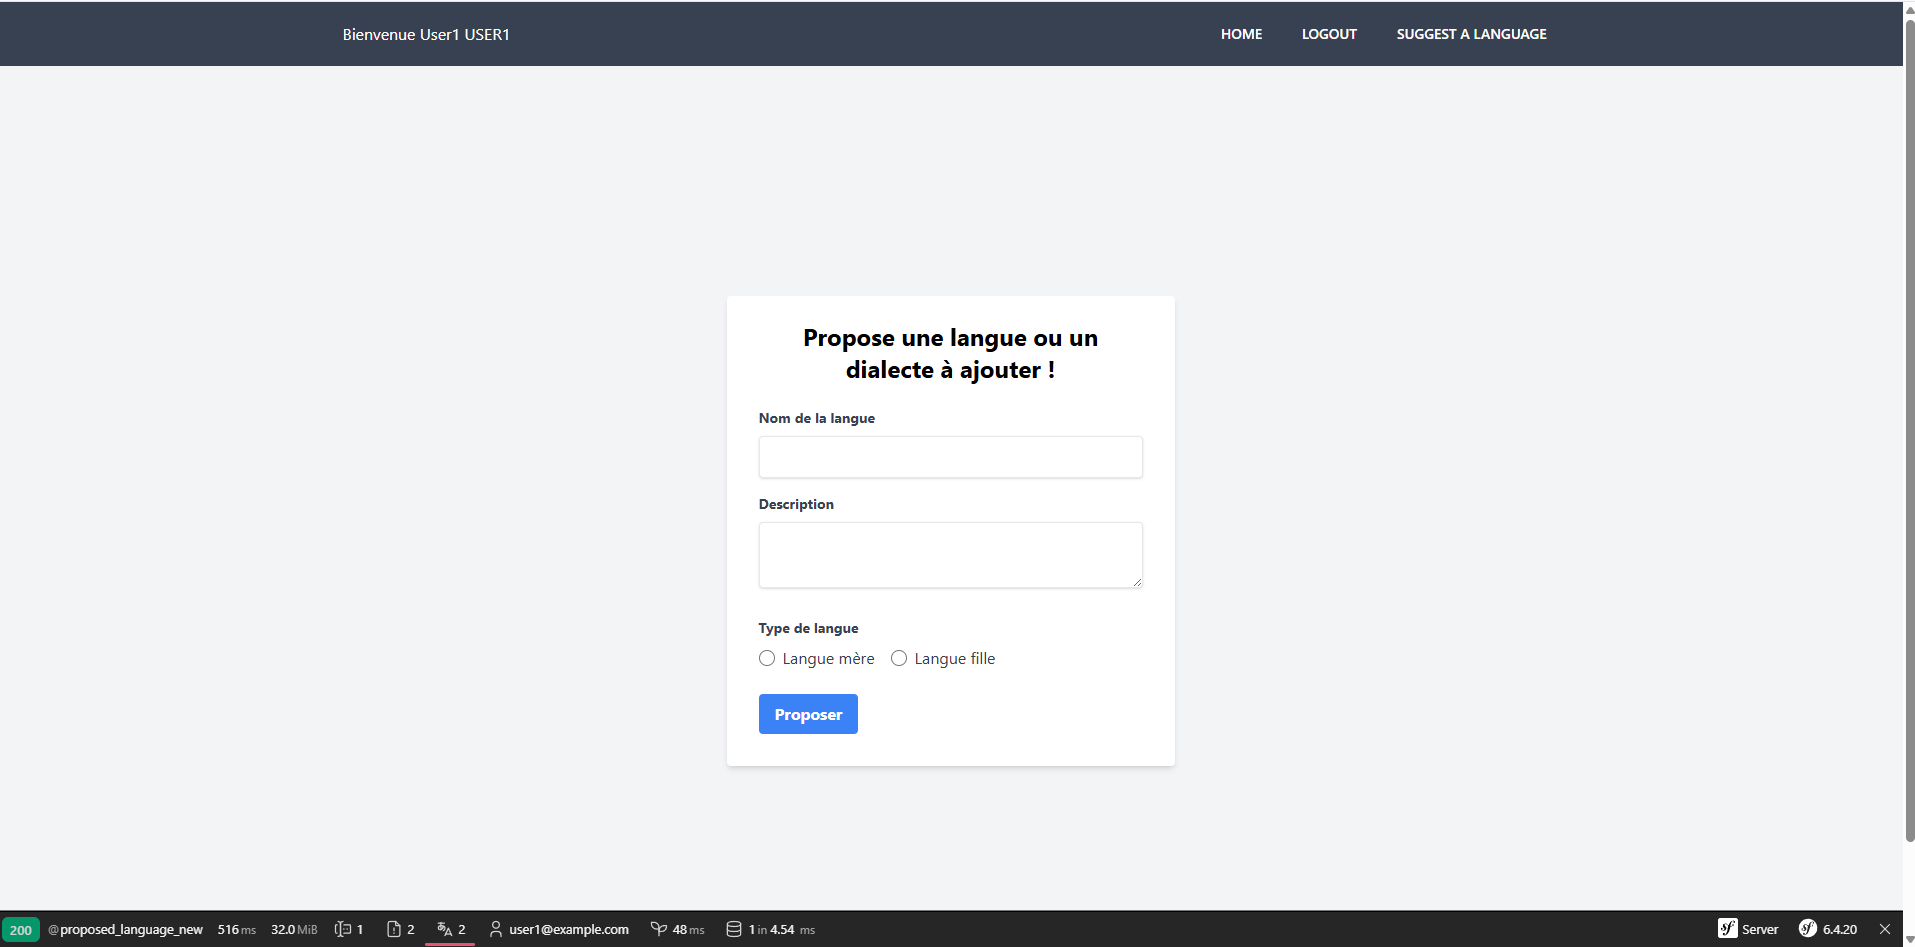 Bienvenue User1 USER1
HOME LOGOUT SUGGEST A LANGUAGE
Propose une langue ou un
dialecte à ajouter !
Nom de la langue
Description
Type de langue
Langue mère Langue fille
Proposer
200 @proposed_language_new 516 ms 32.0 MiB 1 2 2 user1@example.com 48 ms 1 in 4.54 ms sf Server sf 6.4.20